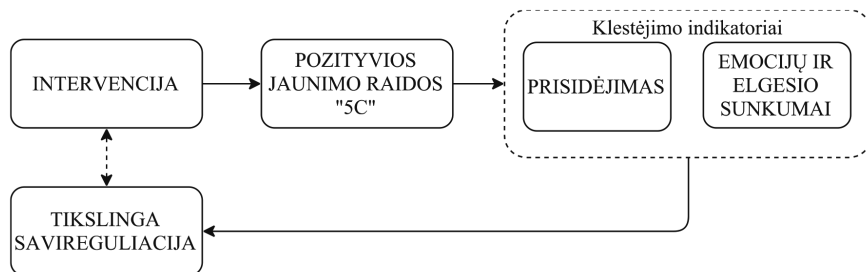 Klestėjimo indikatoriai
INTERVENCIJA
POZITYVIOS
JAUNIMO RAIDOS
"5C"
PRISIDĖJIMAS
EMOCIJŲ IR
ELGESIO
SUNKUMAI
TIKSLINGA
SAVIREGULIACIJA